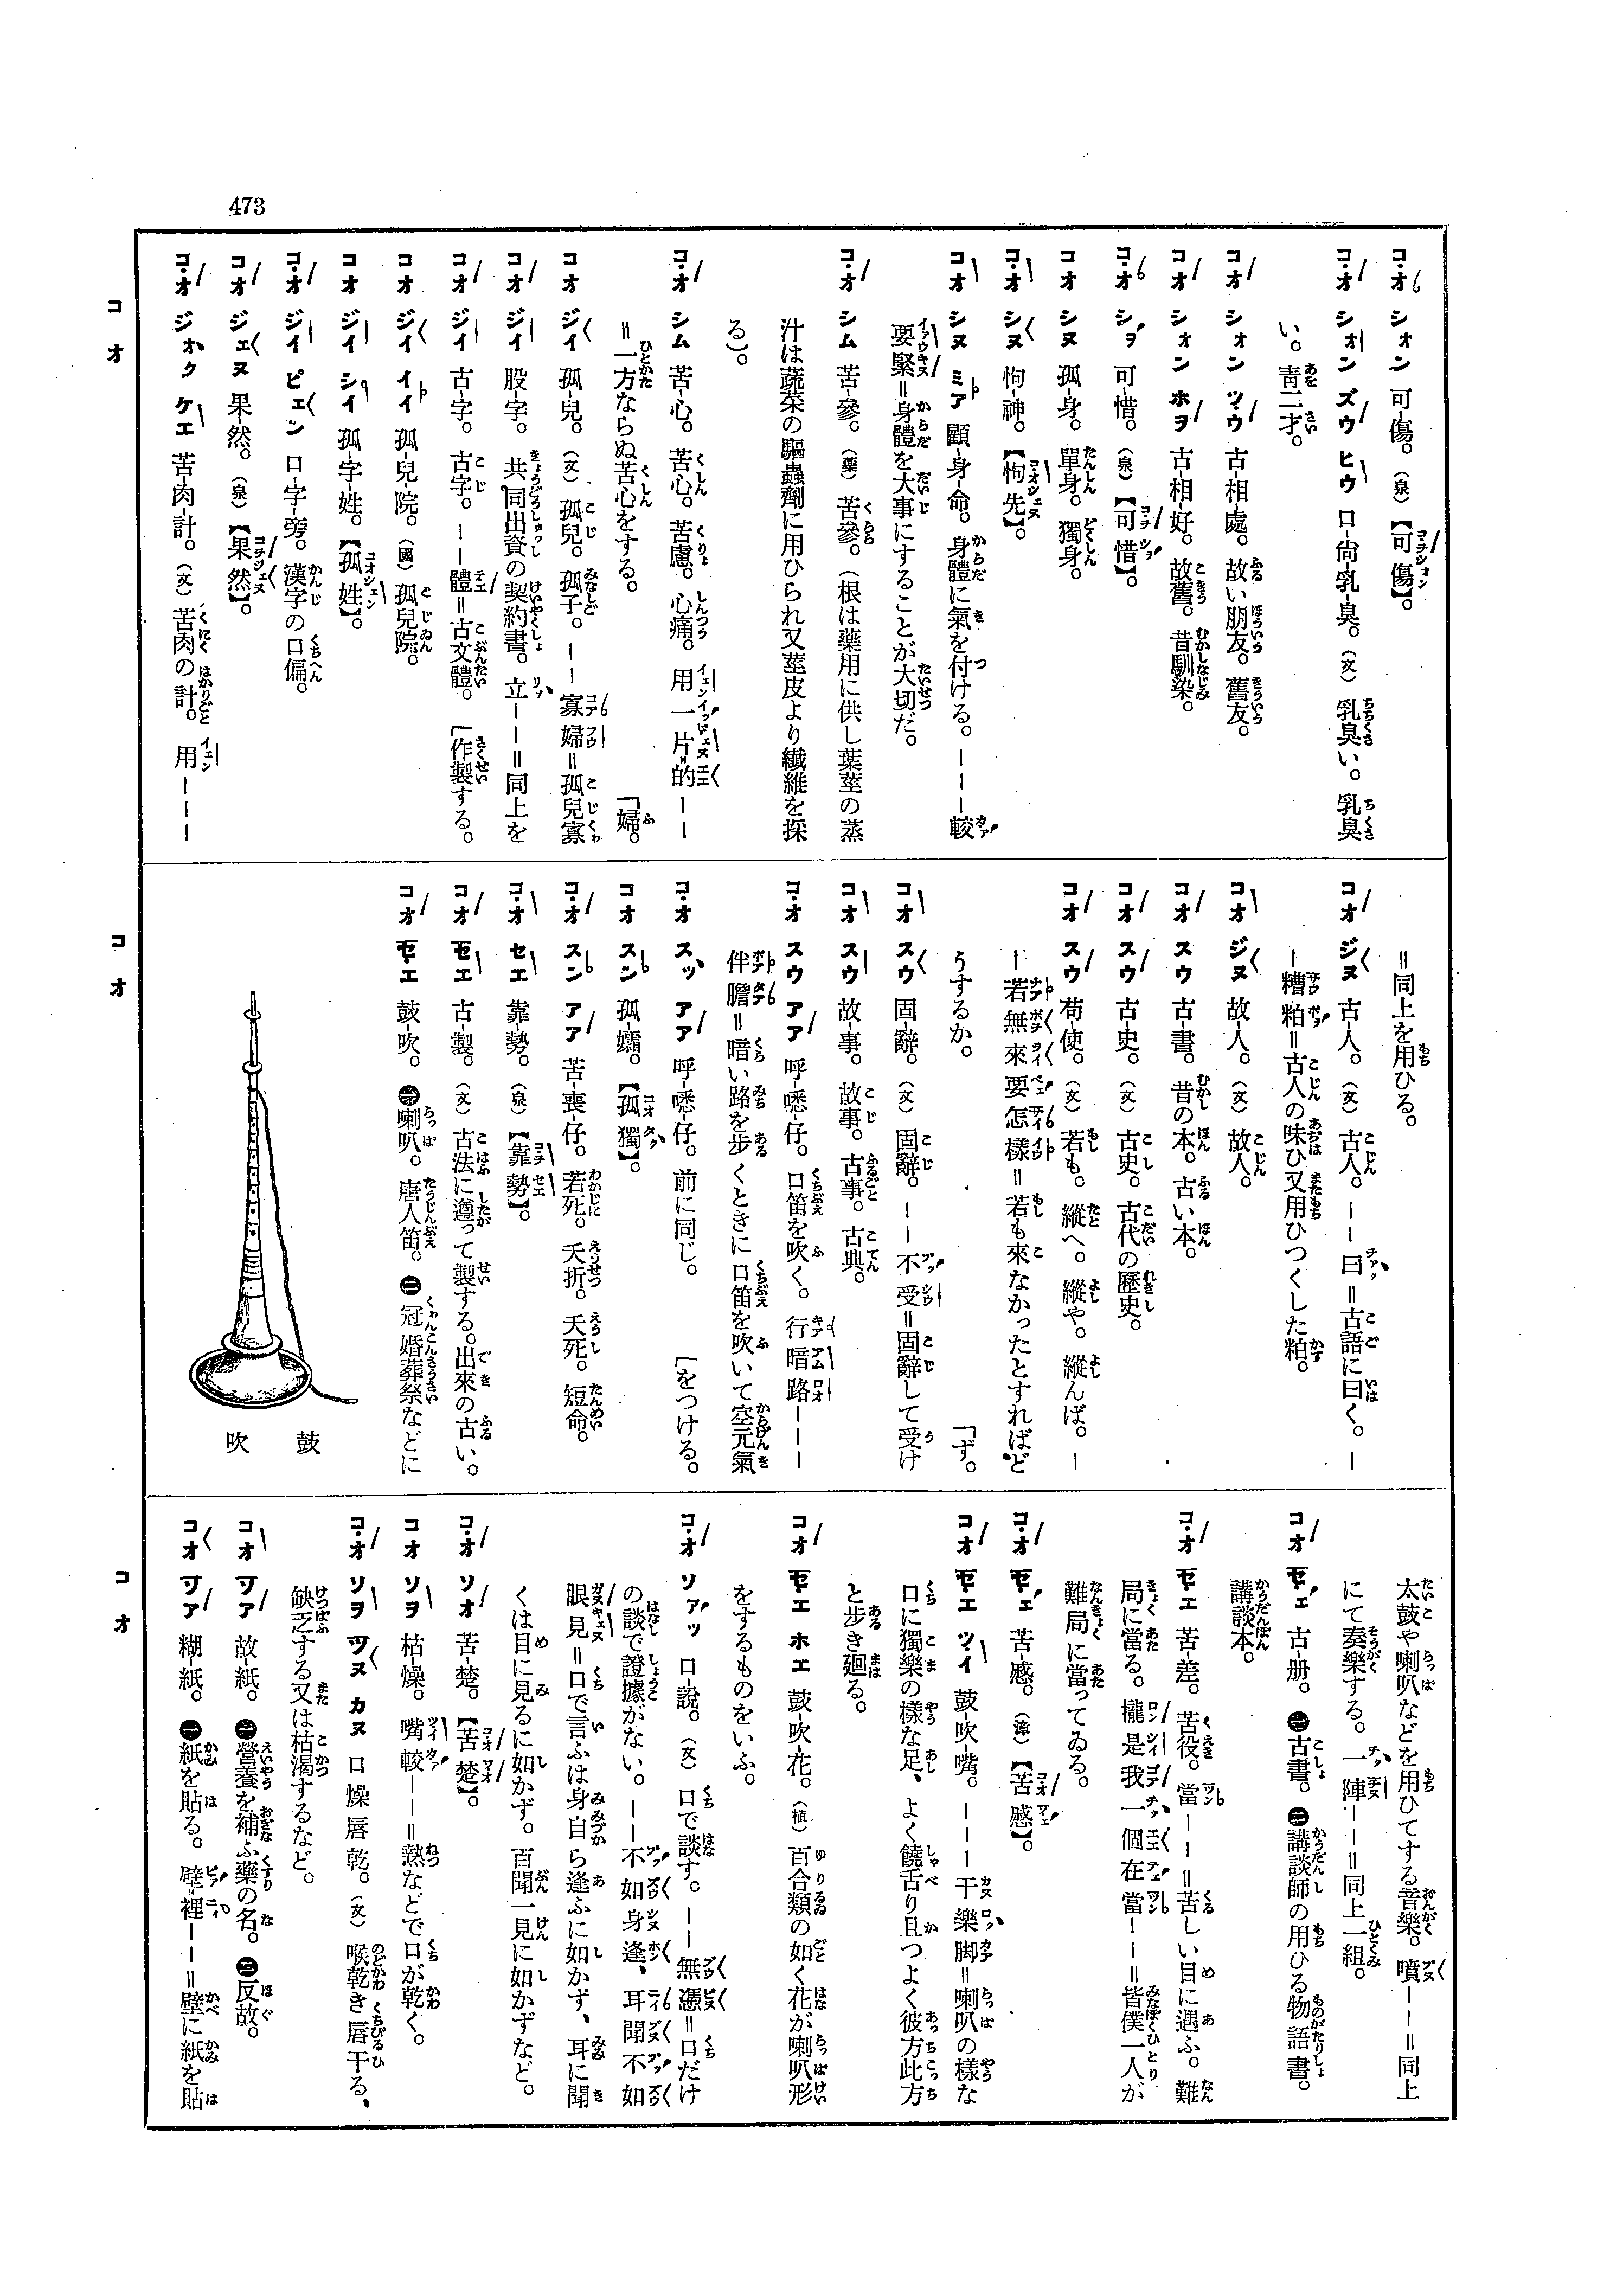 473
コオ
コオ シォン 可-傷。（泉）【可傷】。
コオ シォン ズウ ヒウ 口-尙-乳-臭。（文）乳臭い。乳臭
い。靑二才。
コオ シォン ツウ 古-相-處。故い朋友。舊友。
コオ シォン ホヲ 古-相-好。故舊。昔馴染。
コオ シヲ 可-惜。（泉）【可惜】。
コオ シヌ 孤-身。單身。獨身。
コオ シヌ 怐-神。【怐先】。
コオ シヌ ミア 顧-身-命。身體に氣を付ける。———較
要緊＝身體を大事にすることが大切だ。
コオ シム 苦-參。（藥）苦參。（根は藥用に供し葉莖の蒸
汁は蔬菜の驅蟲劑に用ひられ又莖皮より纖維を採
る）。
コオ シム 苦-心。苦心。苦慮。心痛。用一片的——
＝一方ならぬ苦心をする。「婦。
コオ ジイ 孤-兒。（文）孤兒。孤子。——寡婦＝孤兒寡
コオ ジイ 股-字。共同出資の契約書。立——＝同上を
コオ ジイ 古-字。古字。——體＝古文體。「作製する。
コオ ジイ イイ 孤-兒-院。（國）孤兒院。
コオ ジイ シイ 孤-字-姓。【孤姓】。
コオ ジイ ピェン 口-字-旁。漢字の口偏。
コオ ジェヌ 果-然。（泉）【果然】。
コオ ジオク ケエ 苦-肉-計。（文）苦肉の計。用———
コオ
＝同上を用ひる。
コオ ジヌ 古-人。（文）古人。——曰＝古語に曰く。—
—糟粕＝古人の味ひ又用ひつくした粕。
コオ ジヌ 故-人。（文）故人。
コオ スウ 古-書。昔の本。古い本。
コオ スウ 古-史。（文）古史。古代の歷史。
コオ スウ 苟-使。（文）若も。縱へ。縱や。縱んば。—
—若無來要怎樣＝若も來なかったとすればど
うするか。「ず。
コオ スウ 固-辭。（文）固辭。——不受＝固辭して受け
コオ スウ 故-事。故事。古事。古典。
コオ スウ アア 呼-嘘-仔。口笛を吹く。行暗路———
伴膽＝暗い路を步くときに口笛を吹いて空元氣
コオ スッ アア 呼-嘘-仔。前に同じ。「をつける。
コオ スン 孤-孀。【孤獨】。
コオ スン アア 苦-喪-仔。若死。夭折。夭死。短命。
コオ セエ 靠-勢。（泉）【靠勢】。
コオ セエ 古-製。（文）古法に遵って製する。出來の古い。
コオ セエ 鼓-吹。㊀喇叭。唐人笛。㊁冠婚葬祭などに
鼓 吹
コオ
太鼓や喇叭などを用ひてする音樂。噴——＝同上
にて奏樂する。一陣——＝同上一組。
コオ セェ 古-册。㊀古書。㊁講談師の用ひる物語書。
講談本。
コオ セェ 苦-差。苦役。當——＝苦しい目に遇ふ。難
局に當る。攏是我一個在當——＝皆僕一人が
難局に當ってゐる。
コオ セェ 苦-感。（漳）【苦感】。
コオ セエ ツイ 鼓-吹-嘴。———干樂脚＝喇叭の樣な
口に獨樂の樣な足、よく饒舌り且つよく彼方此方
と步き廻る。
コオ セエ ホエ 鼓-吹-花。（植）百合類の如く花が喇叭形
をするものをいふ。
コオ ソァッ 口-說。（文）口で談す。——無憑＝口だけ
の談で證據がない。——不如身逢、耳聞不如
眼見＝口で言ふは身自ら逢ふに如かず、耳に聞
くは目に見るに如かず。百聞一見に如かずなど。
コオ ソオ 苦-楚。【苦楚】。
コオ ソヲ 枯-燥。嘴較——＝熱などで口が乾く。
コオ ソヲ ツヌ カヌ 口燥唇乾。（文）喉乾き唇干る、
缺乏する又は枯渴するなど。
コオ ツァ 故-紙。㊀營養を補ふ藥の名。㊁反故。
コオ ツァ 糊-紙。㊀紙を貼る。壁裡——＝壁に紙を貼